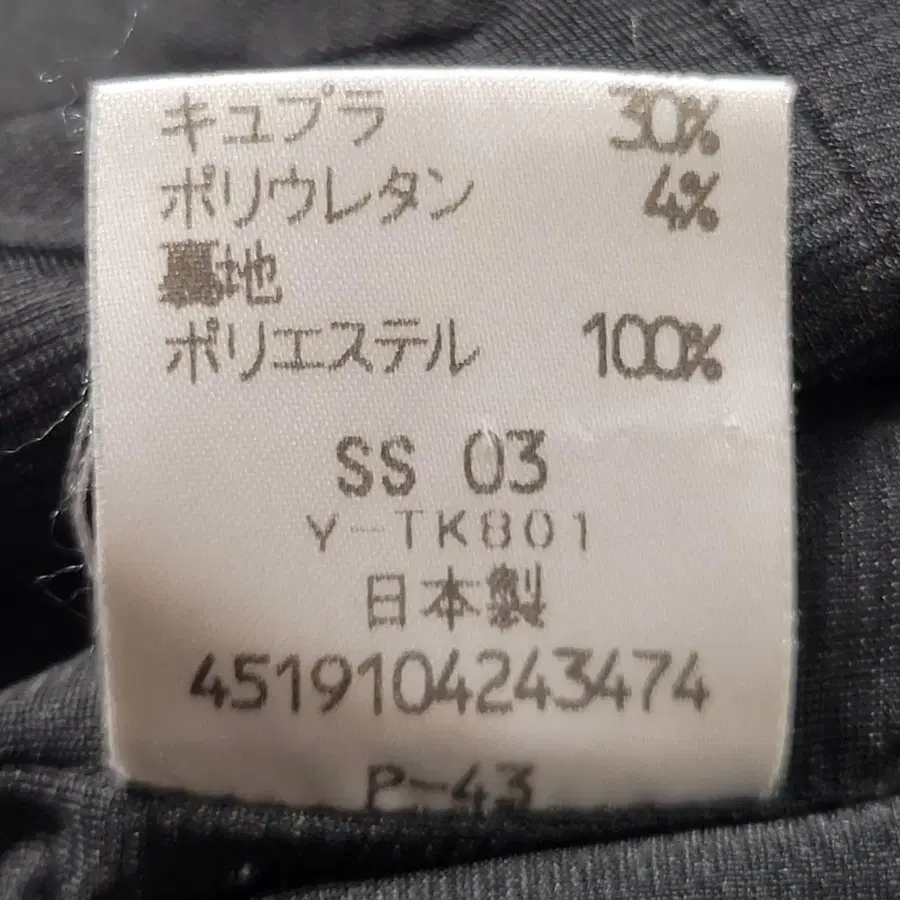 キュプラ 30%
ポリウレタン 4%
裏地
ポリエステル 100%
SS 03
Y-TK801
日本製
4519104243474
P-43